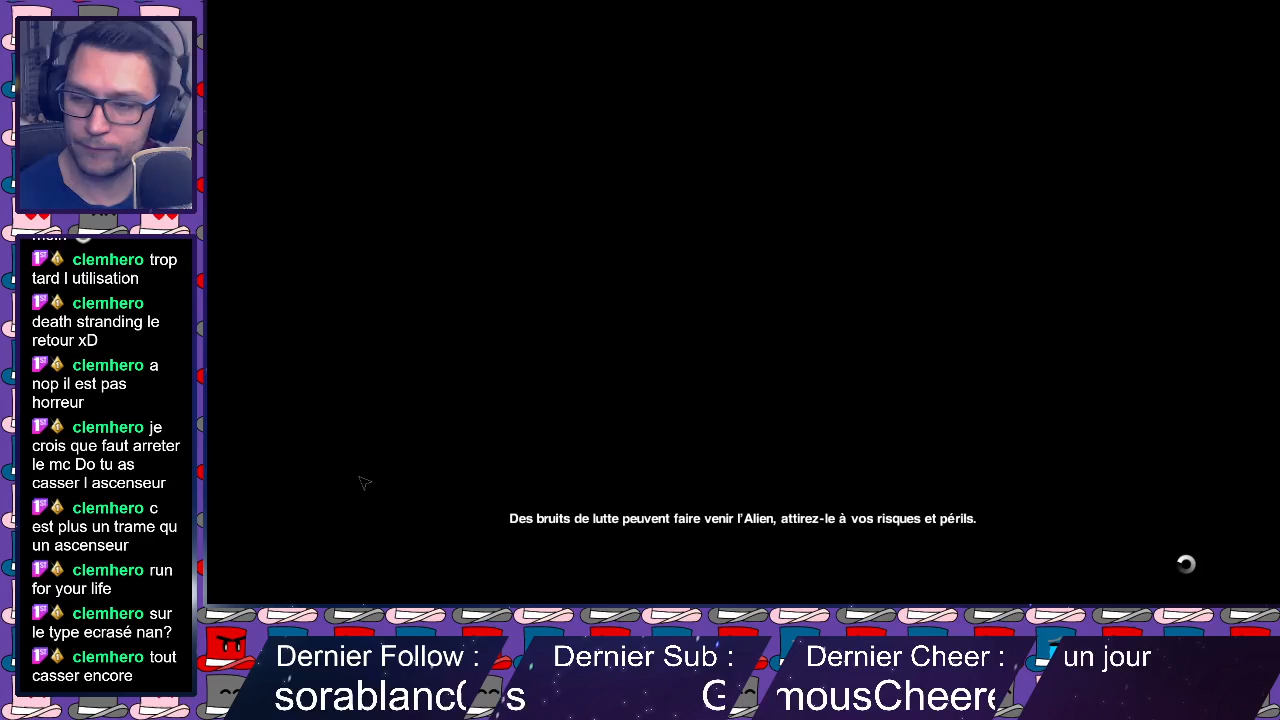 clemhero trop
tard l utilisation
clemhero
death stranding le
retour xD
clemhero a
nop il est pas
horreur
clemhero je
crois que faut arreter
le mc Do tu as
casser l ascenseur
clemhero c
est plus un trame qu
un ascenseur
clemhero run
for your life
clemhero sur
le type ecrasé nan?
clemhero tout
casser encore
Des bruits de lutte peuvent faire venir l'Alien, attirez-le à vos risques et périls.
Dernier Follow :
Dernier Sub :
Dernier Cheer :
un jour